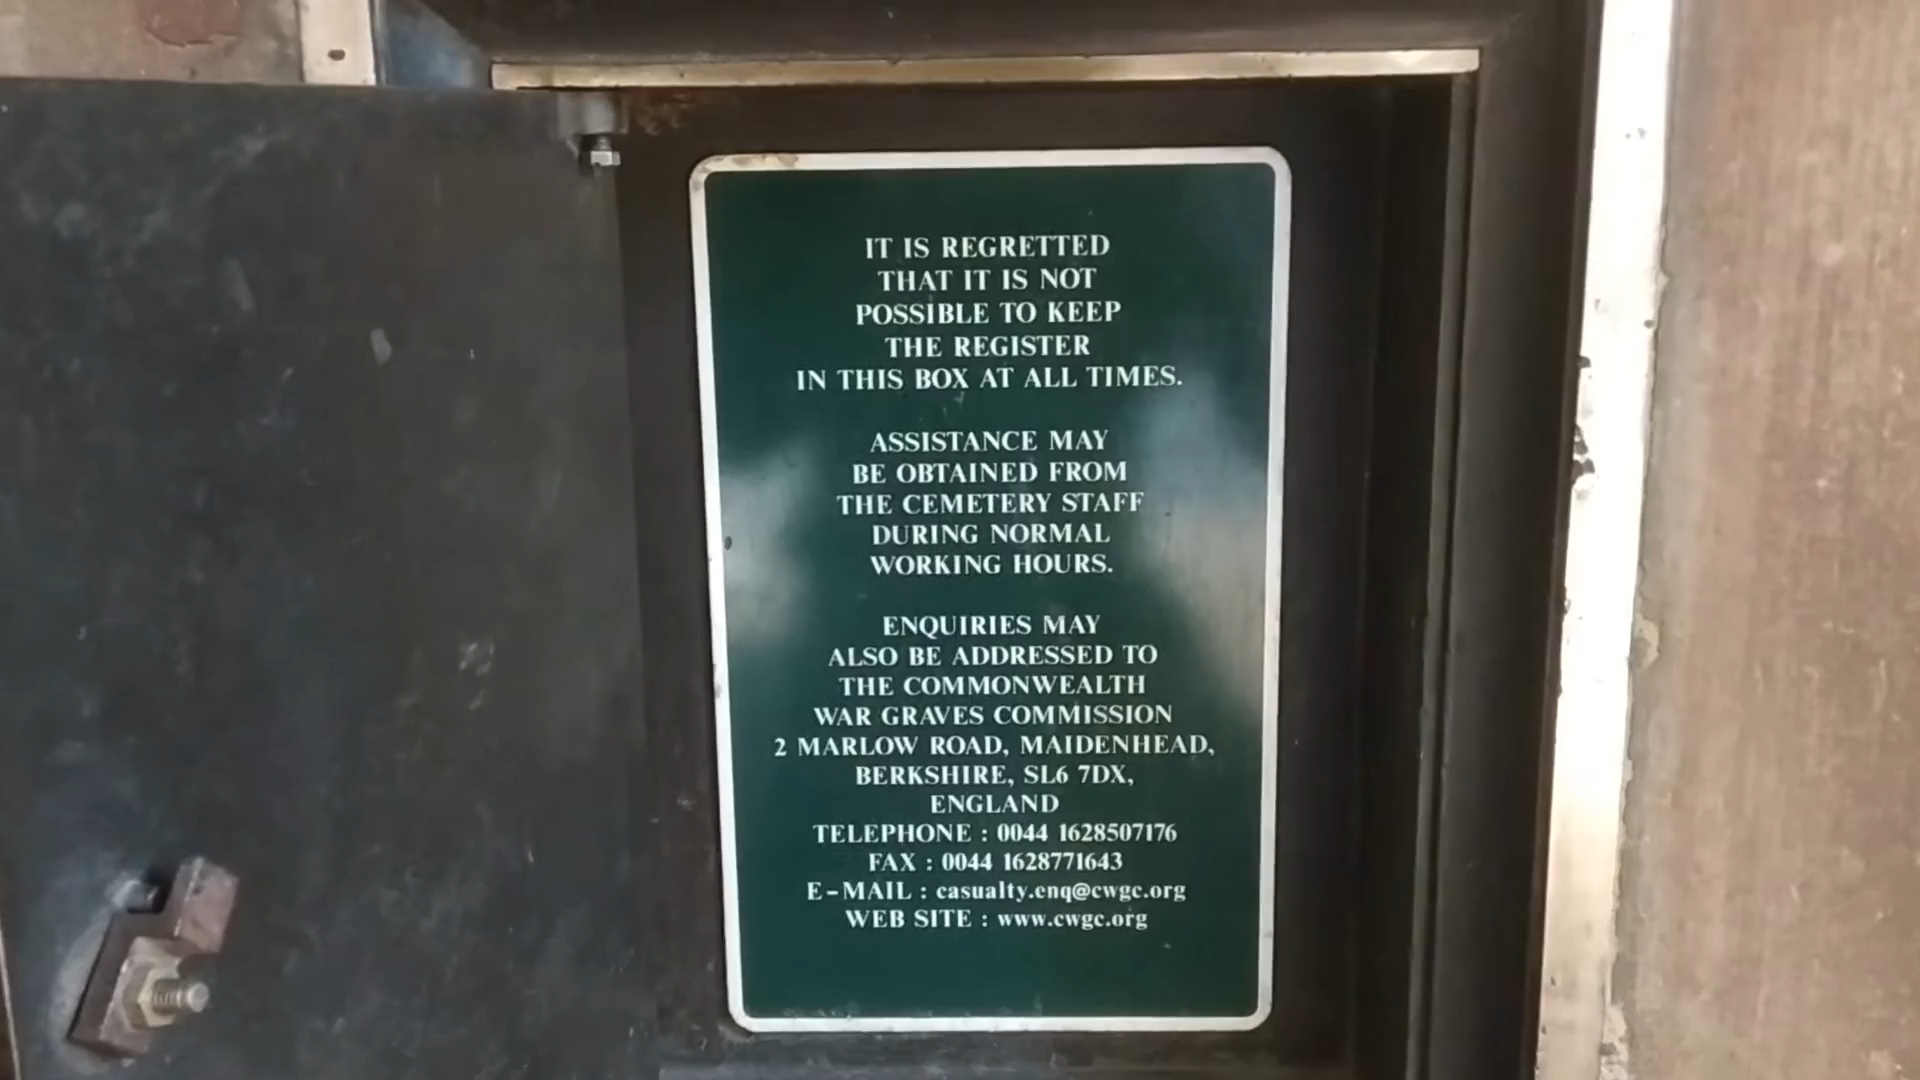 IT IS REGRETTED
THAT IT IS NOT
POSSIBLE TO KEEP
THE REGISTER
IN THIS BOX AT ALL TIMES.
ASSISTANCE MAY
BE OBTAINED FROM
THE CEMETERY STAFF
DURING NORMAL
WORKING HOURS.
ENQUIRIES MAY
ALSO BE ADDRESSED TO
THE COMMONWEALTH
WAR GRAVES COMMISSION
2 MARLOW ROAD, MAIDENHEAD,
BERKSHIRE, SL6 7DX,
ENGLAND
TELEPHONE : 0044 1628507176
FAX : 0044 1628771643
E-MAIL : casualty.enq@cwgc.org
WEB SITE : www.cwgc.org